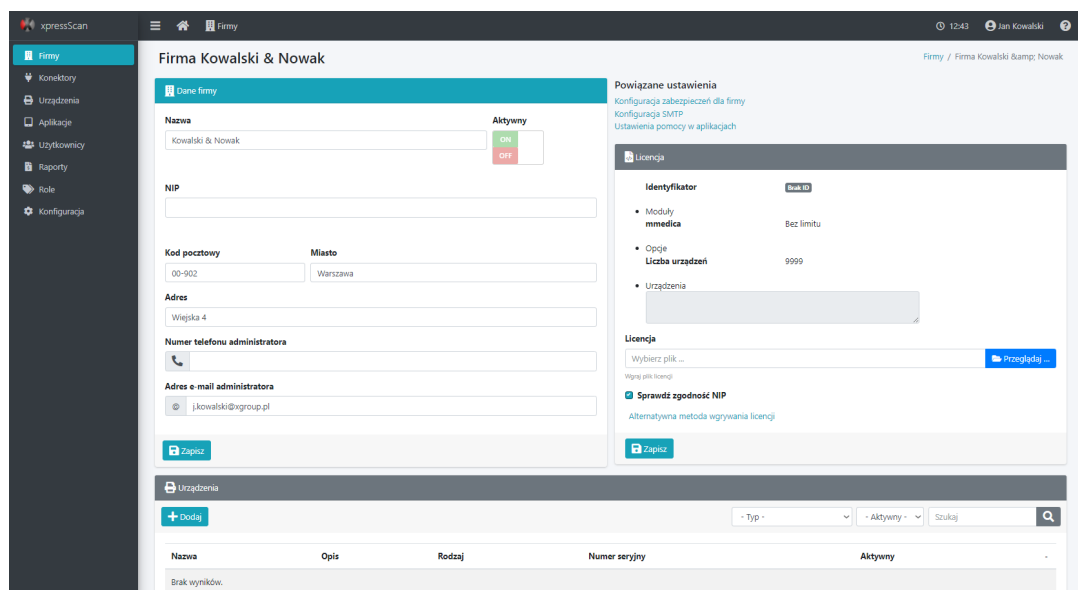 xpressScan
Firmy
12:43 Jan Kowalski
Firmy
Konektory
Urządzenia
Aplikacje
Użytkownicy
Raporty
Role
Konfiguracja
Firma Kowalski & Nowak
Firmy / Firma Kowalski &amp; Nowak
Dane firmy
Nazwa
Aktywny
Kowalski & Nowak
ON
OFF
NIP
Kod pocztowy
Miasto
00-902
Warszawa
Adres
Wiejska 4
Numer telefonu administratora
Adres e-mail administratora
@ j.kowalski@xgroup.pl
Zapisz
Powiązane ustawienia
Konfiguracja zabezpieczeń dla firmy
Konfiguracja SMTP
Ustawienia pomocy w aplikacjach
Licencja
Identyfikator Brak ID
Moduły
mmedica Bez limitu
Opcje
Liczba urządzeń 9999
Urządzenia
Licencja
Wybierz plik ... Przeglądaj ...
Wgraj plik licencji
Sprawdź zgodność NIP
Alternatywna metoda wgrywania licencji
Zapisz
Urządzenia
Dodaj
- Typ - - Aktywny - Szukaj
Nazwa Opis Rodzaj Numer seryjny Aktywny -
Brak wyników.